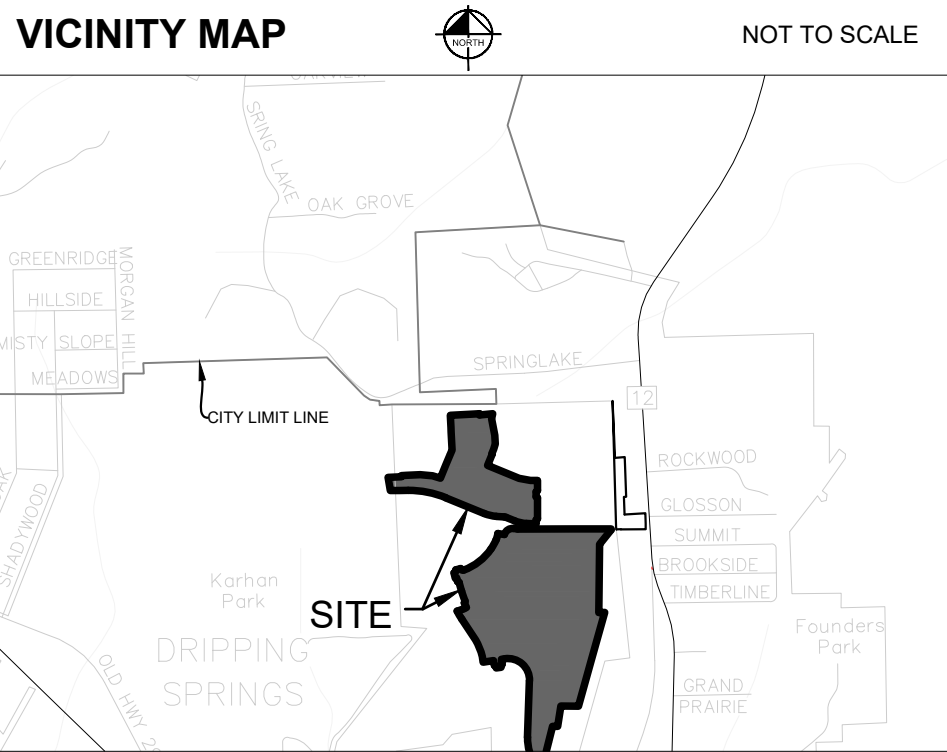 VICINITY MAP
NORTH
NOT TO SCALE
SRING LAKE
OAK GROVE
GREENRIDGE
MORGAN HILL
HILLSIDE
MISTY SLOPE
MEADOWS
SPRINGLAKE
CITY LIMIT LINE
12
ROCKWOOD
GLOSSON
SUMMIT
BROOKSIDE
TIMBERLINE
SHADYWOOD
Karhan
Park
SITE
DRIPPING
SPRINGS
Founders
Park
OLD HWY
GRAND
PRAIRIE